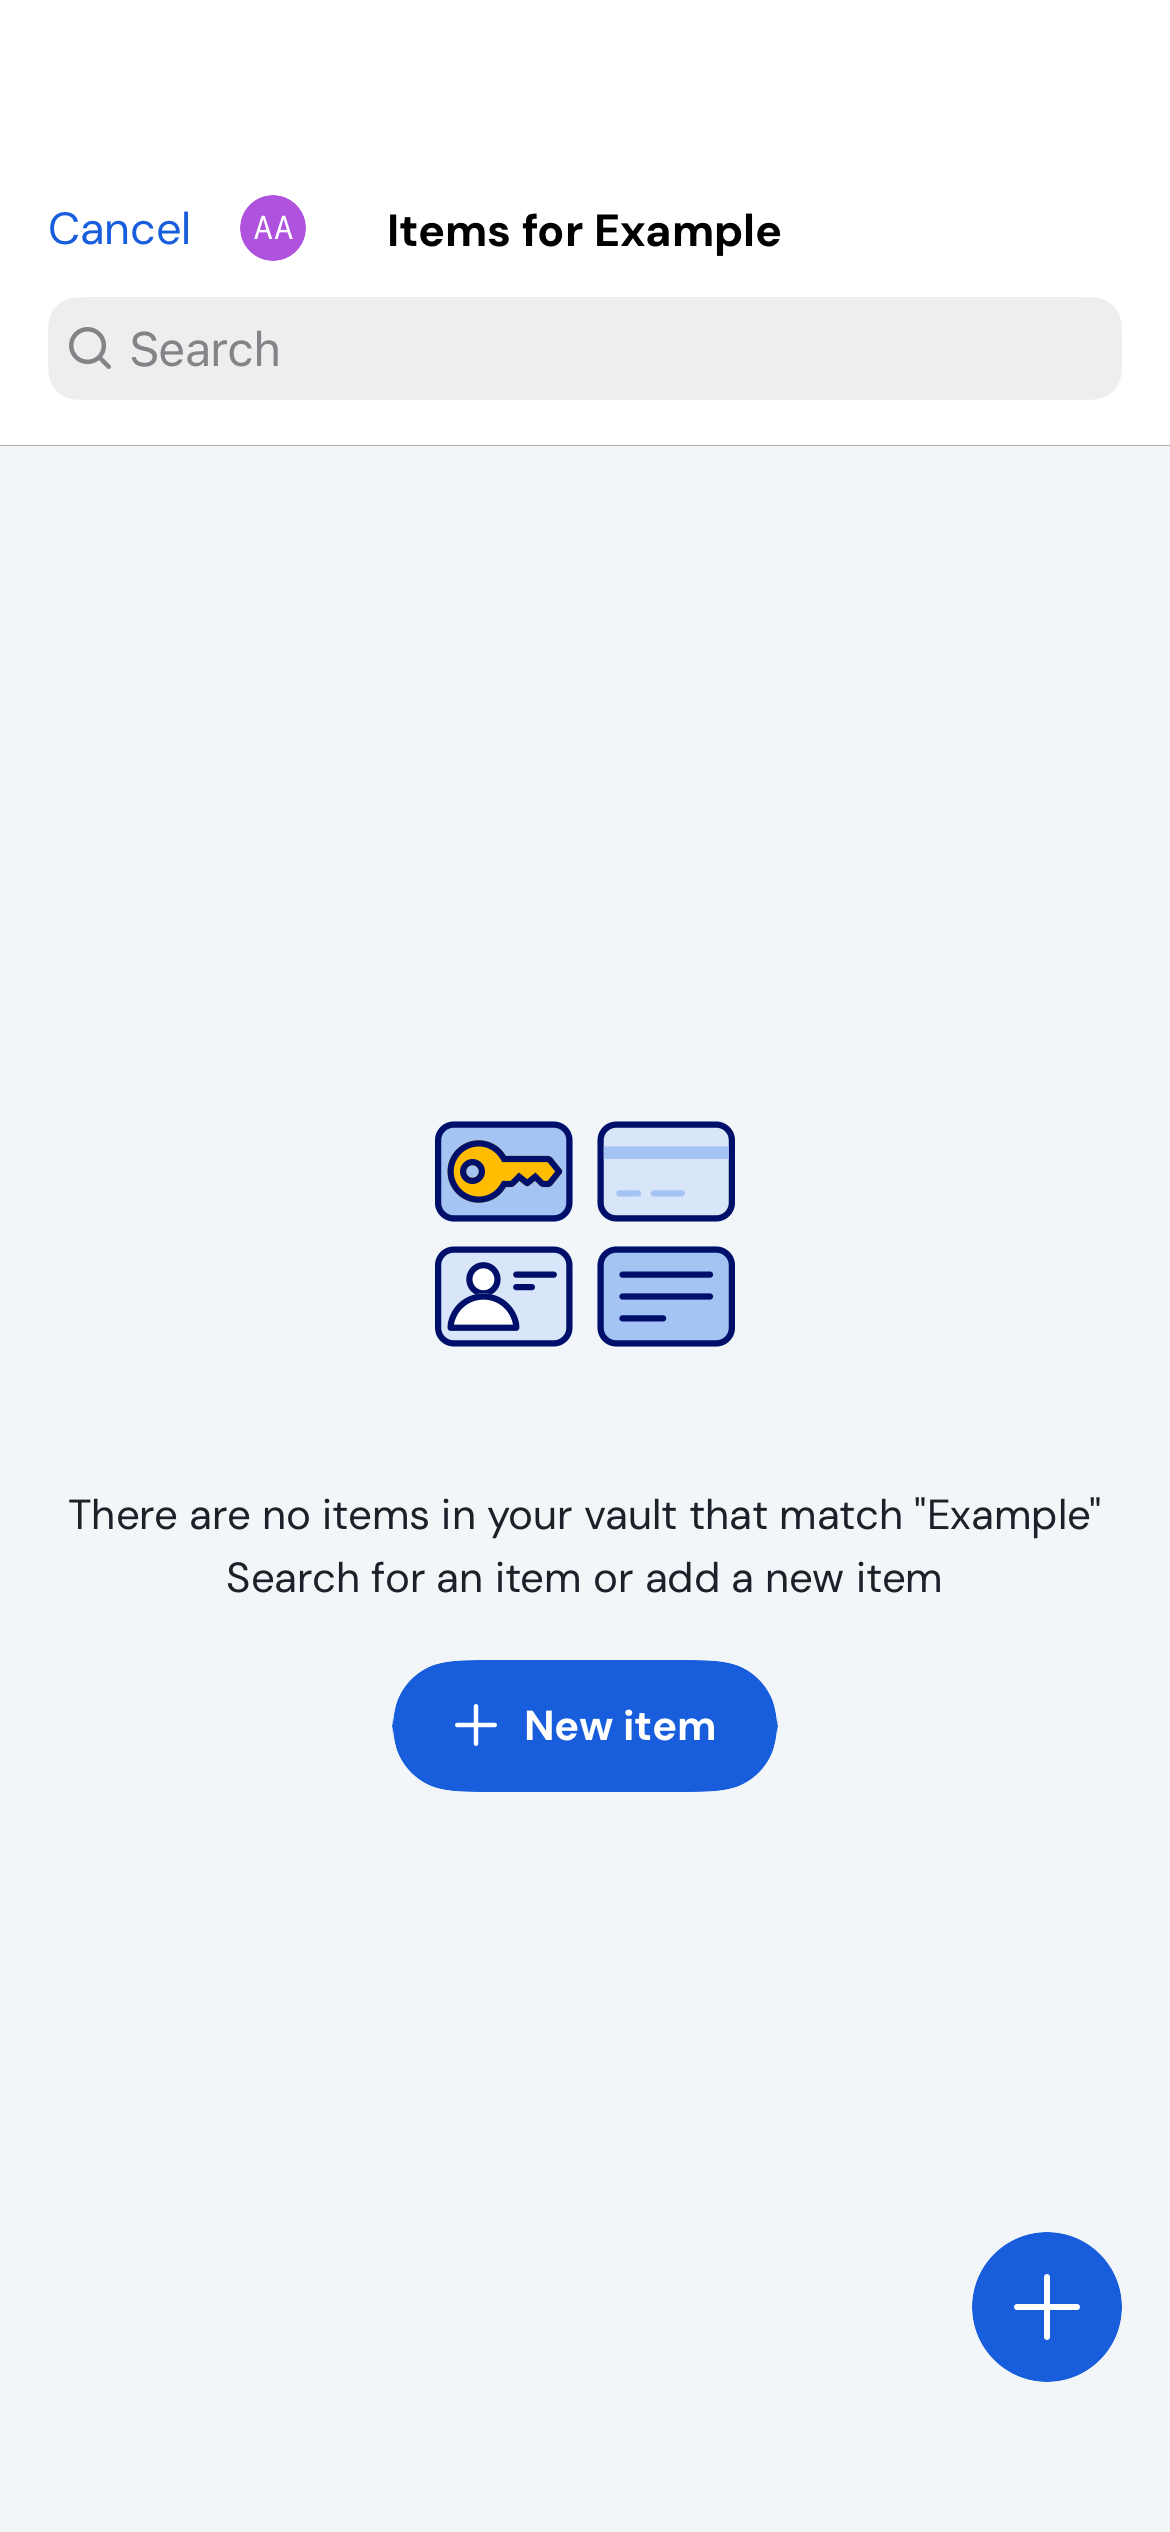 Cancel AA Items for Example
Search
There are no items in your vault that match "Example"
Search for an item or add a new item
New item